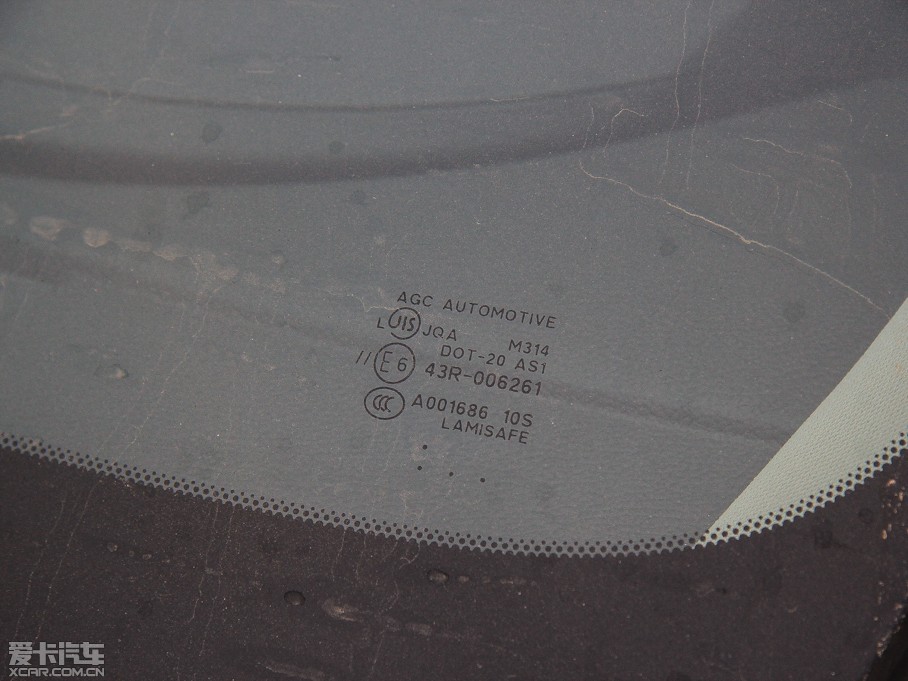 AGC AUTOMOTIVE
L JIS JQA M314
DOT-20 AS1
// E6 43R-006261
CCC A001686 10S
LAMISAFE
爱卡汽车
XCAR.COM.CN